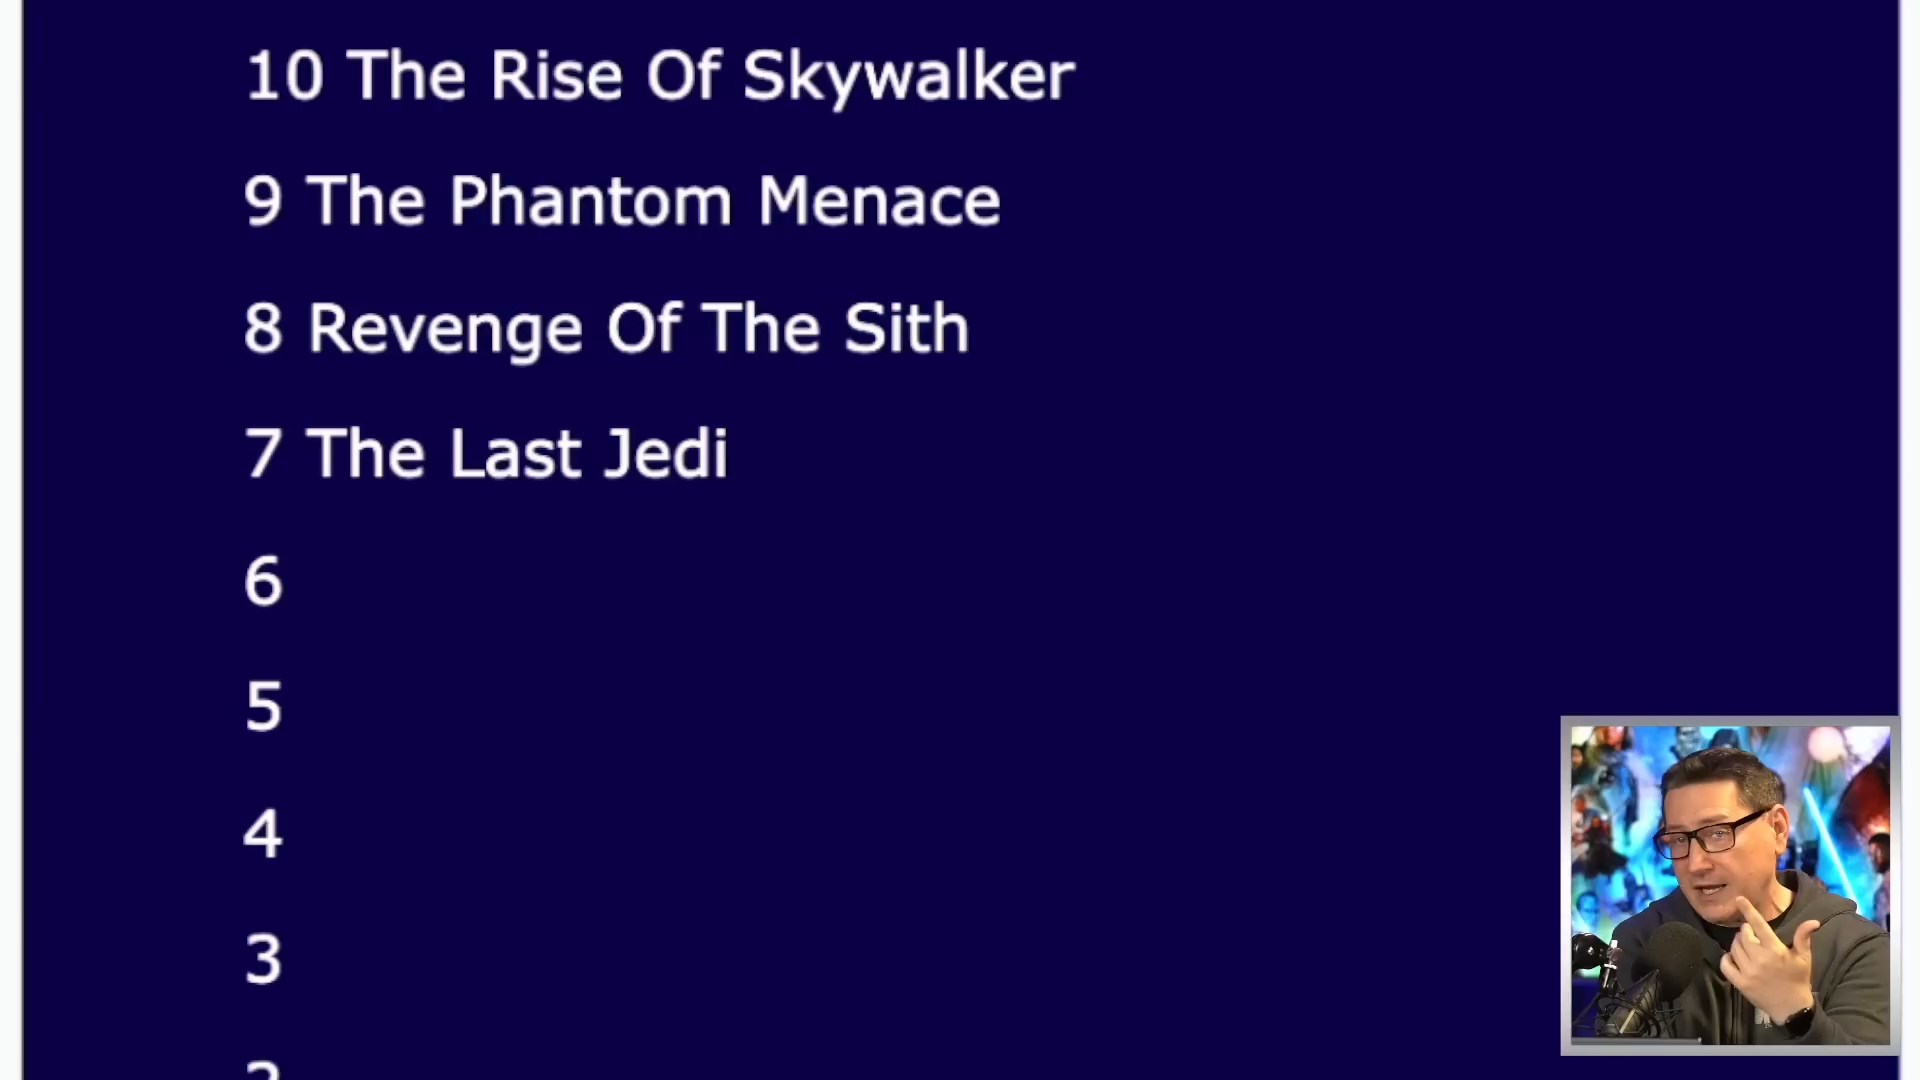 10 The Rise Of Skywalker
9 The Phantom Menace
8 Revenge Of The Sith
7 The Last Jedi
6
5
4
3
2